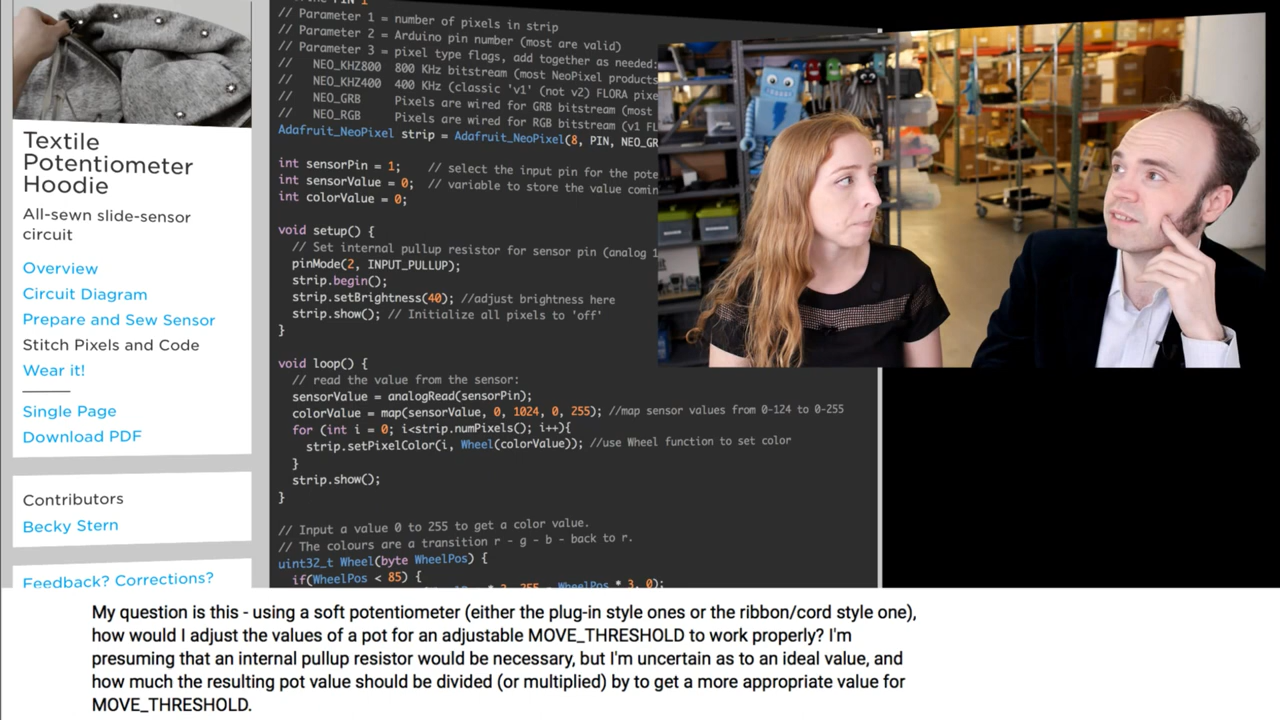 Textile
Potentiometer
Hoodie
All-sewn slide-sensor
circuit
Overview
Circuit Diagram
Prepare and Sew Sensor
Stitch Pixels and Code
Wear it!
Single Page
Download PDF
Contributors
Becky Stern
Feedback? Corrections?
// Parameter 1 = number of pixels in strip
// Parameter 2 = Arduino pin number (most are valid)
// Parameter 3 = pixel type flags, add together as needed:
// NEO_KHZ800 800 KHz bitstream (most NeoPixel products
// NEO_KHZ400 400 KHz (classic 'v1' (not v2) FLORA pixe
// NEO_GRB Pixels are wired for GRB bitstream (most
// NEO_RGB Pixels are wired for RGB bitstream (v1 FL
Adafruit_NeoPixel strip = Adafruit_NeoPixel(8, PIN, NEO_GR
int sensorPin = 1; // select the input pin for the pote
int sensorValue = 0; // variable to store the value comin
int colorValue = 0;
void setup() {
// Set internal pullup resistor for sensor pin (analog 1
pinMode(2, INPUT_PULLUP);
strip.begin();
strip.setBrightness(40); //adjust brightness here
strip.show(); // Initialize all pixels to 'off'
}
void loop() {
// read the value from the sensor:
sensorValue = analogRead(sensorPin);
colorValue = map(sensorValue, 0, 1024, 0, 255); //map sensor values from 0-124 to 0-255
for (int i = 0; i<strip.numPixels(); i++){
strip.setPixelColor(i, Wheel(colorValue)); //use Wheel function to set color
}
strip.show();
}
// Input a value 0 to 255 to get a color value.
// The colours are a transition r - g - b - back to r.
uint32_t Wheel(byte WheelPos) {
if(WheelPos < 85) {
WheelPos * 3, 0);
My question is this - using a soft potentiometer (either the plug-in style ones or the ribbon/cord style one),
how would I adjust the values of a pot for an adjustable MOVE_THRESHOLD to work properly? I'm
presuming that an internal pullup resistor would be necessary, but I'm uncertain as to an ideal value, and
how much the resulting pot value should be divided (or multiplied) by to get a more appropriate value for
MOVE_THRESHOLD.